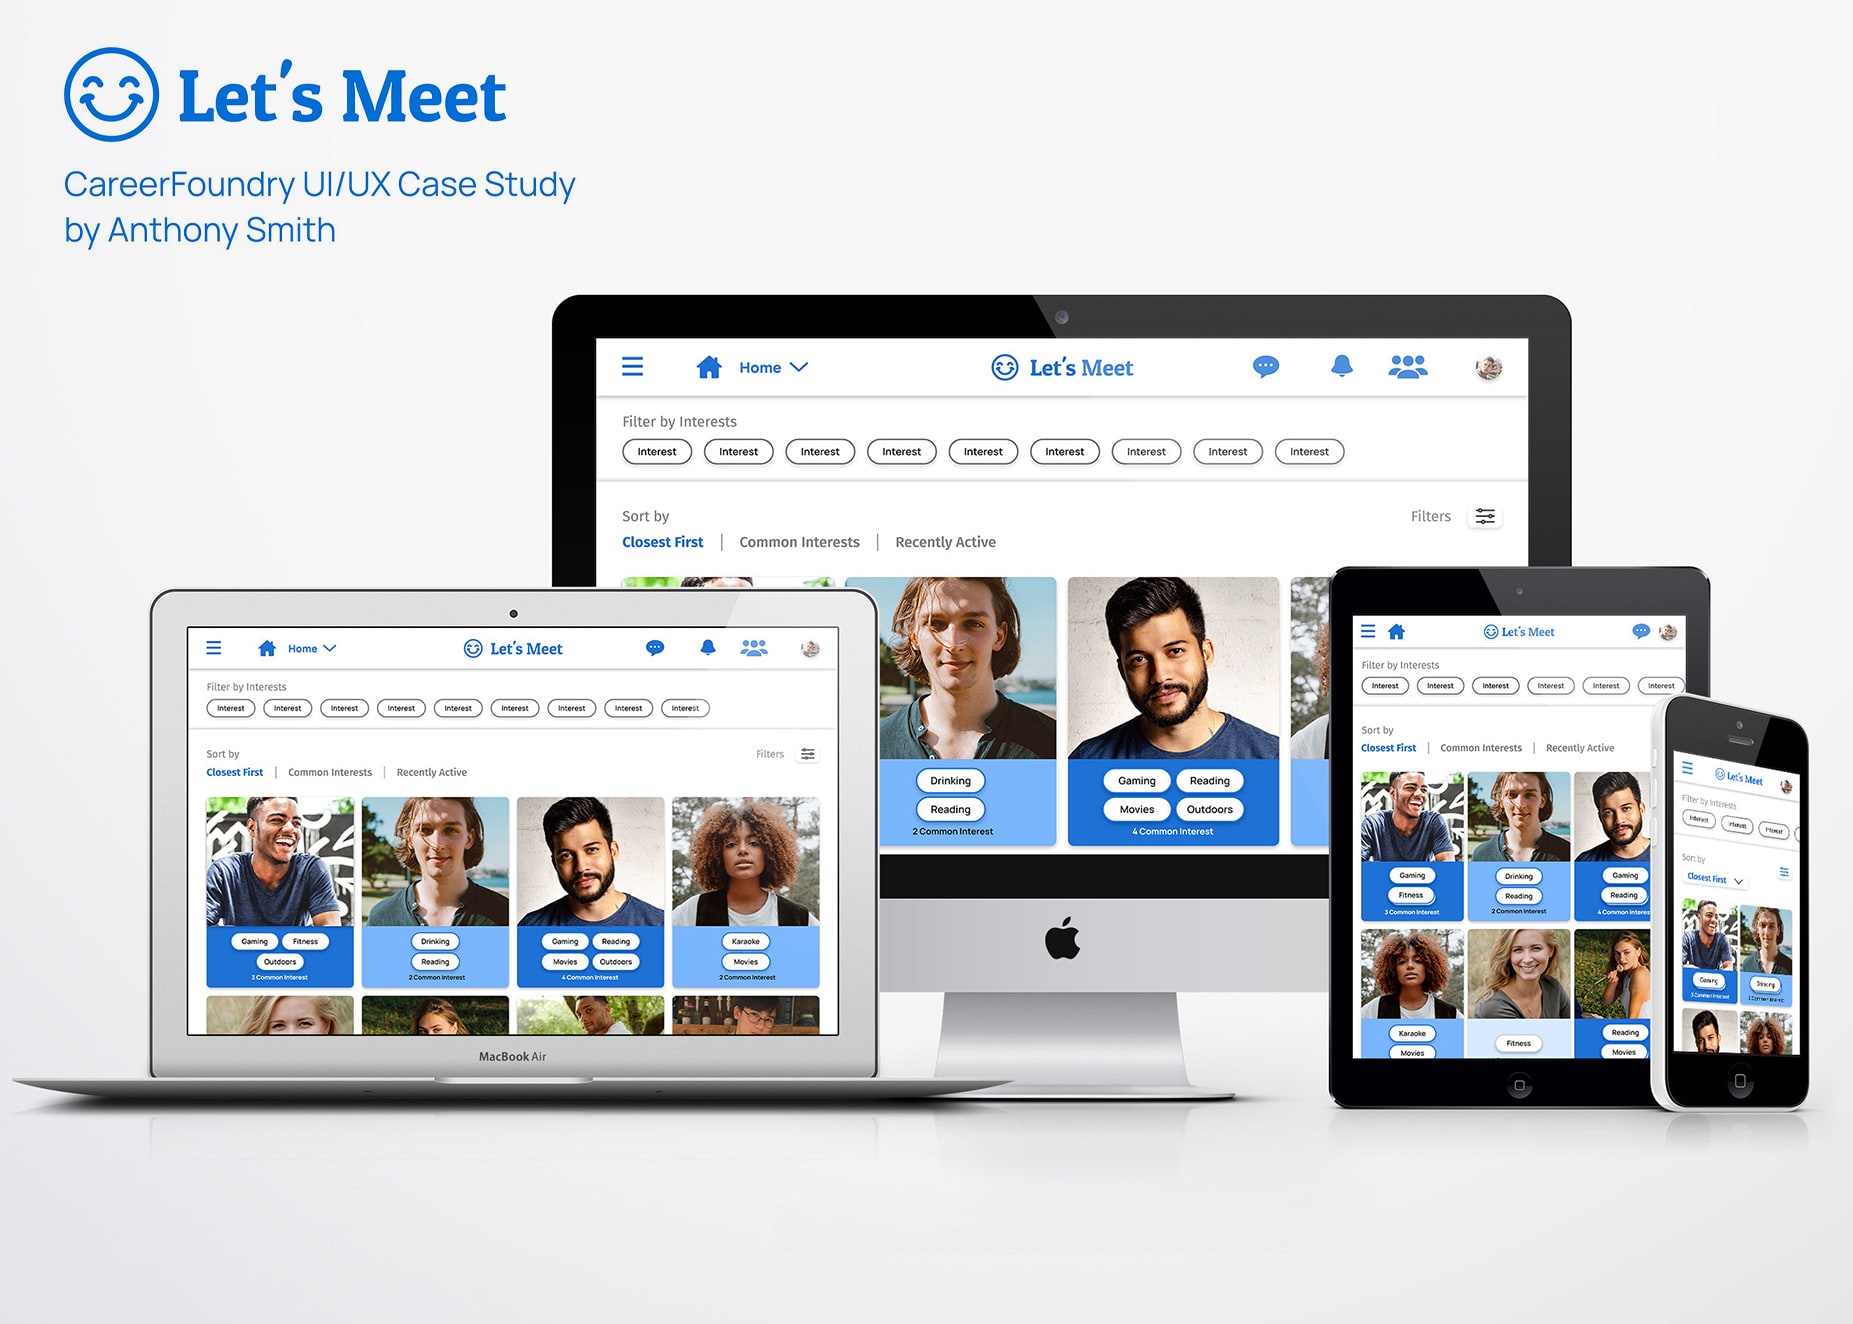 Let's Meet
CareerFoundry UI/UX Case Study
by Anthony Smith
Home
Let's Meet
Filter by Interests
Interest Interest Interest Interest Interest Interest Interest Interest Interest
Sort by
Filters
Closest First | Common Interests | Recently Active
Drinking
Reading
2 Common Interest
Gaming Reading
Movies Outdoors
4 Common Interest
Home
Let's Meet
Filter by Interests
Interest Interest Interest Interest Interest Interest Interest Interest Interest
Sort by
Filters
Closest First | Common Interests | Recently Active
Gaming Fitness
Outdoors
3 Common Interest
Drinking
Reading
2 Common Interest
Gaming Reading
Movies Outdoors
4 Common Interest
Karaoke
Movies
2 Common Interest
MacBook Air
Let's Meet
Filter by Interests
Interest Interest Interest Interest Interest Interest
Sort by
Closest First | Common Interests | Recently Active
Gaming
Fitness
3 Common Interest
Drinking
Reading
2 Common Interest
Gaming
Reading
4 Common Interes
Karaoke
Movies
Fitness
Reading
Movies
Let's Meet
Filter by Interests
Interest Interest Interest
Sort by
Closest First
Gaming
3 Common Interest
Drinking
2 Common Interest